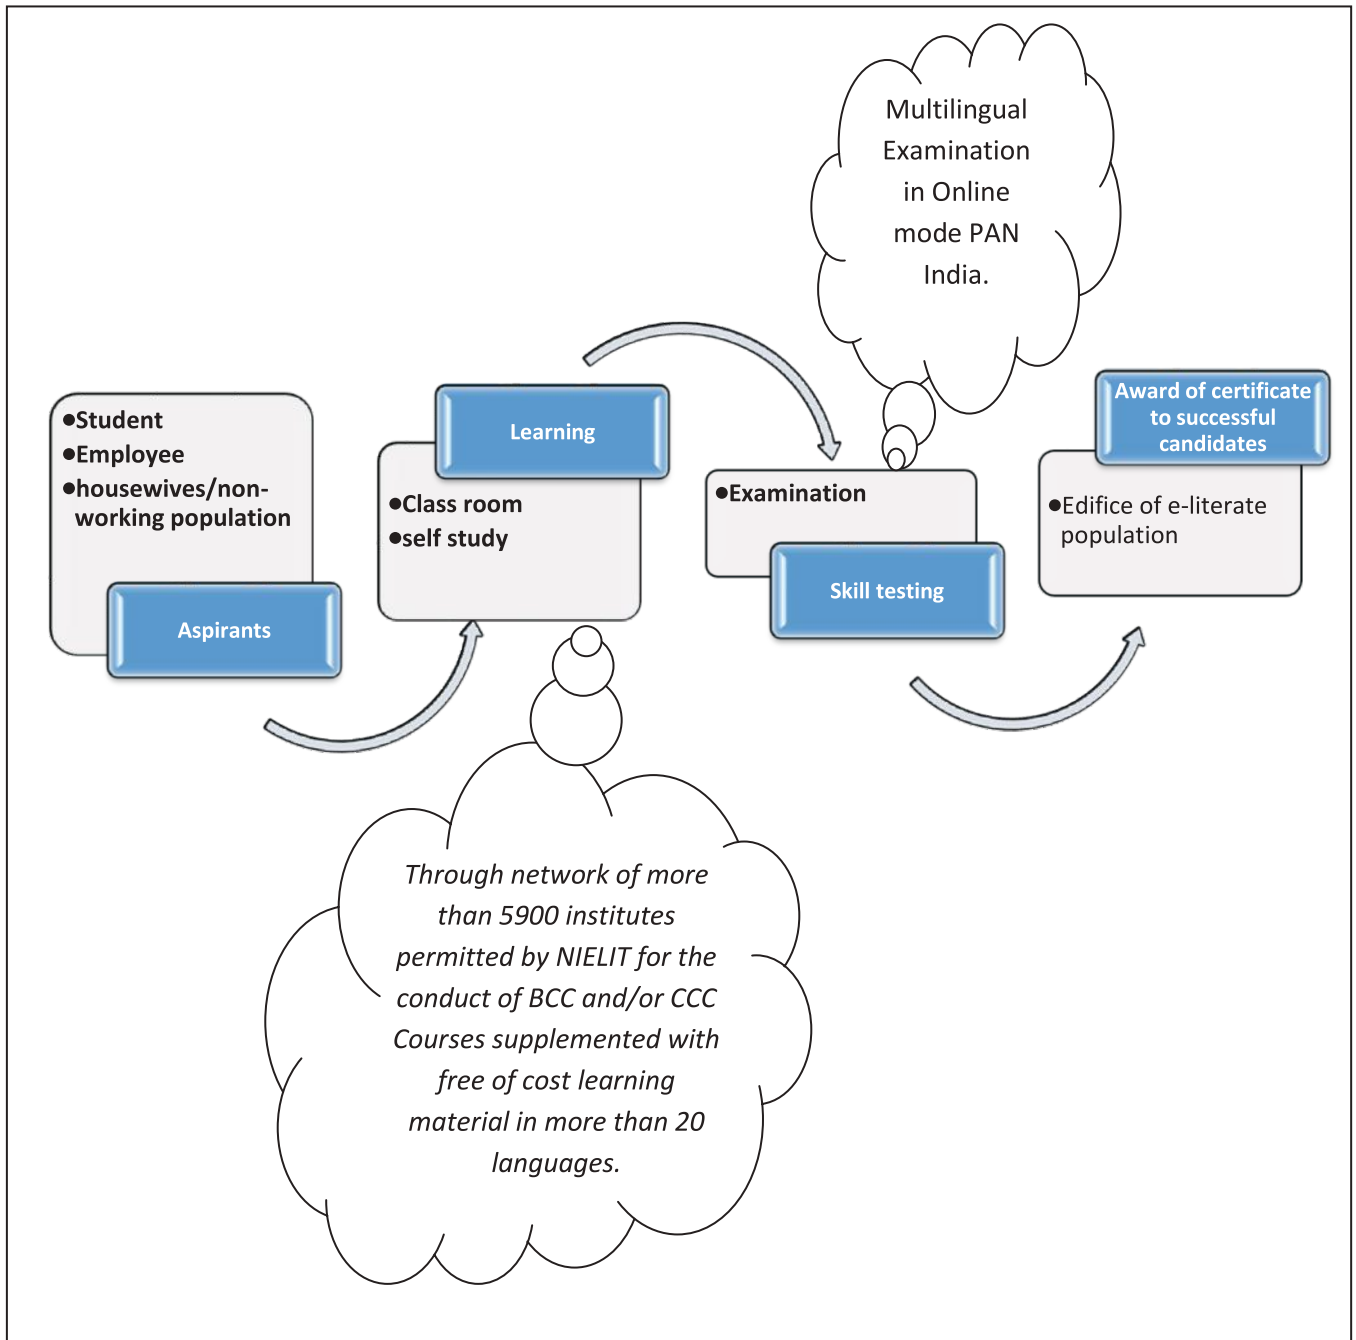 Multilingual
Examination
in Online
mode PAN
India.
●Student
●Employee
●housewives/non-
working population
Aspirants
Learning
●Class room
●self study
●Examination
Skill testing
Award of certificate
to successful
candidates
●Edifice of e-literate
population
Through network of more
than 5900 institutes
permitted by NIELIT for the
conduct of BCC and/or CCC
Courses supplemented with
free of cost learning
material in more than 20
languages.